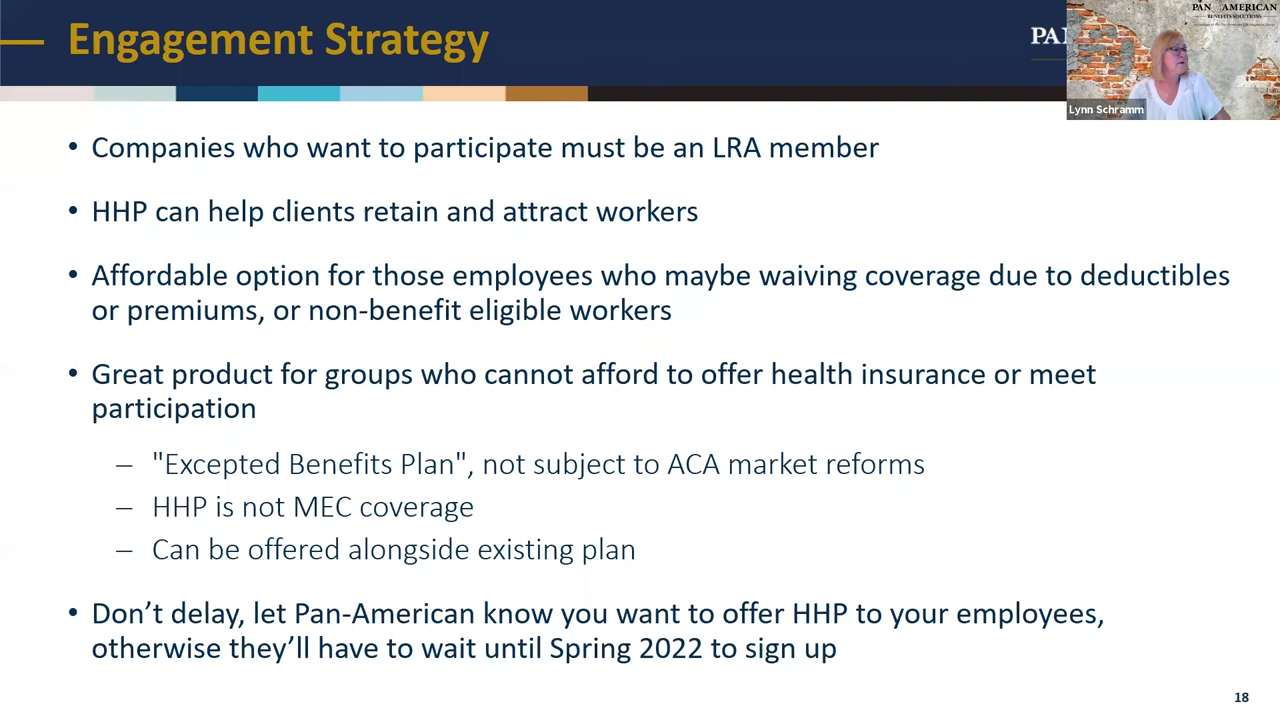 Engagement Strategy
PAN AMERICAN
BENEFITS SOLUTIONS
PA
Lynn Schramm
• Companies who want to participate must be an LRA member
• HHP can help clients retain and attract workers
• Affordable option for those employees who maybe waiving coverage due to deductibles
or premiums, or non-benefit eligible workers
• Great product for groups who cannot afford to offer health insurance or meet
participation
– "Excepted Benefits Plan", not subject to ACA market reforms
– HHP is not MEC coverage
– Can be offered alongside existing plan
• Don’t delay, let Pan-American know you want to offer HHP to your employees,
otherwise they’ll have to wait until Spring 2022 to sign up
18